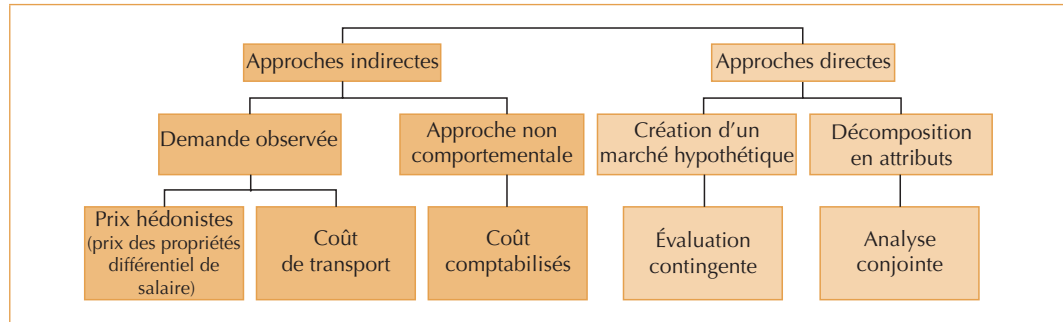 Approches indirectes
Approches directes
Demande observée
Approche non
comportementale
Création d'un
marché hypothétique
Décomposition
en attributs
Prix hédonistes
(prix des propriétés
différentiel de
salaire)
Coût
de transport
Coût
comptabilisés
Évaluation
contingente
Analyse
conjointe